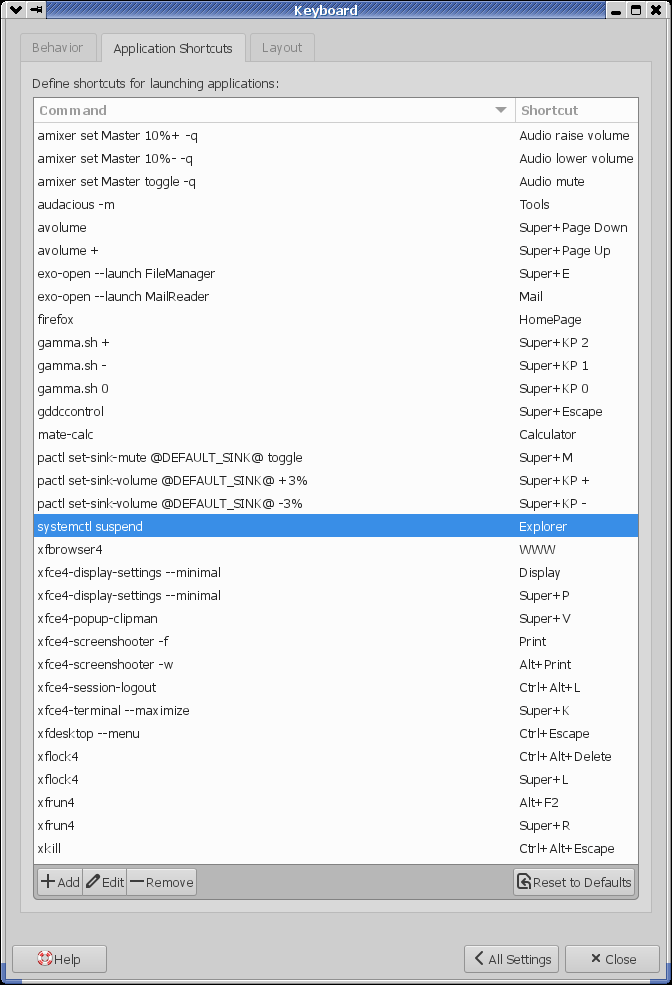 Keyboard
Behavior Application Shortcuts Layout
Define shortcuts for launching applications:
Command Shortcut
amixer set Master 10%+ -q Audio raise volume
amixer set Master 10%- -q Audio lower volume
amixer set Master toggle -q Audio mute
audacious -m Tools
avolume Super+Page Down
avolume + Super+Page Up
exo-open --launch FileManager Super+E
exo-open --launch MailReader Mail
firefox HomePage
gamma.sh + Super+KP 2
gamma.sh - Super+KP 1
gamma.sh 0 Super+KP 0
gddccontrol Super+Escape
mate-calc Calculator
pactl set-sink-mute @DEFAULT_SINK@ toggle Super+M
pactl set-sink-volume @DEFAULT_SINK@ +3% Super+KP +
pactl set-sink-volume @DEFAULT_SINK@ -3% Super+KP -
systemctl suspend Explorer
xfbrowser4 WWW
xfce4-display-settings --minimal Display
xfce4-display-settings --minimal Super+P
xfce4-popup-clipman Super+V
xfce4-screenshooter -f Print
xfce4-screenshooter -w Alt+Print
xfce4-session-logout Ctrl+Alt+L
xfce4-terminal --maximize Super+K
xfdesktop --menu Ctrl+Escape
xflock4 Ctrl+Alt+Delete
xflock4 Super+L
xfrun4 Alt+F2
xfrun4 Super+R
xkill Ctrl+Alt+Escape
Add Edit Remove Reset to Defaults
Help All Settings Close